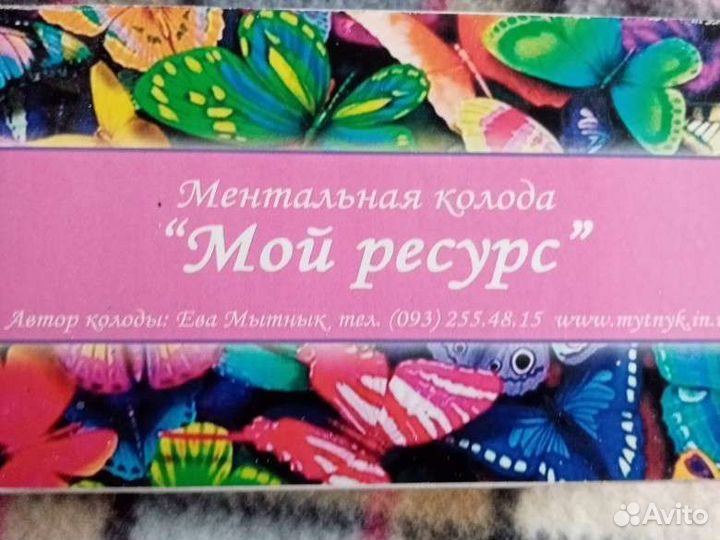 Ментальная колода
“Мой ресурс”
Автор колоды: Ева Мытнык тел. (093) 255.48.15 www.mytnyk.in.
Avito